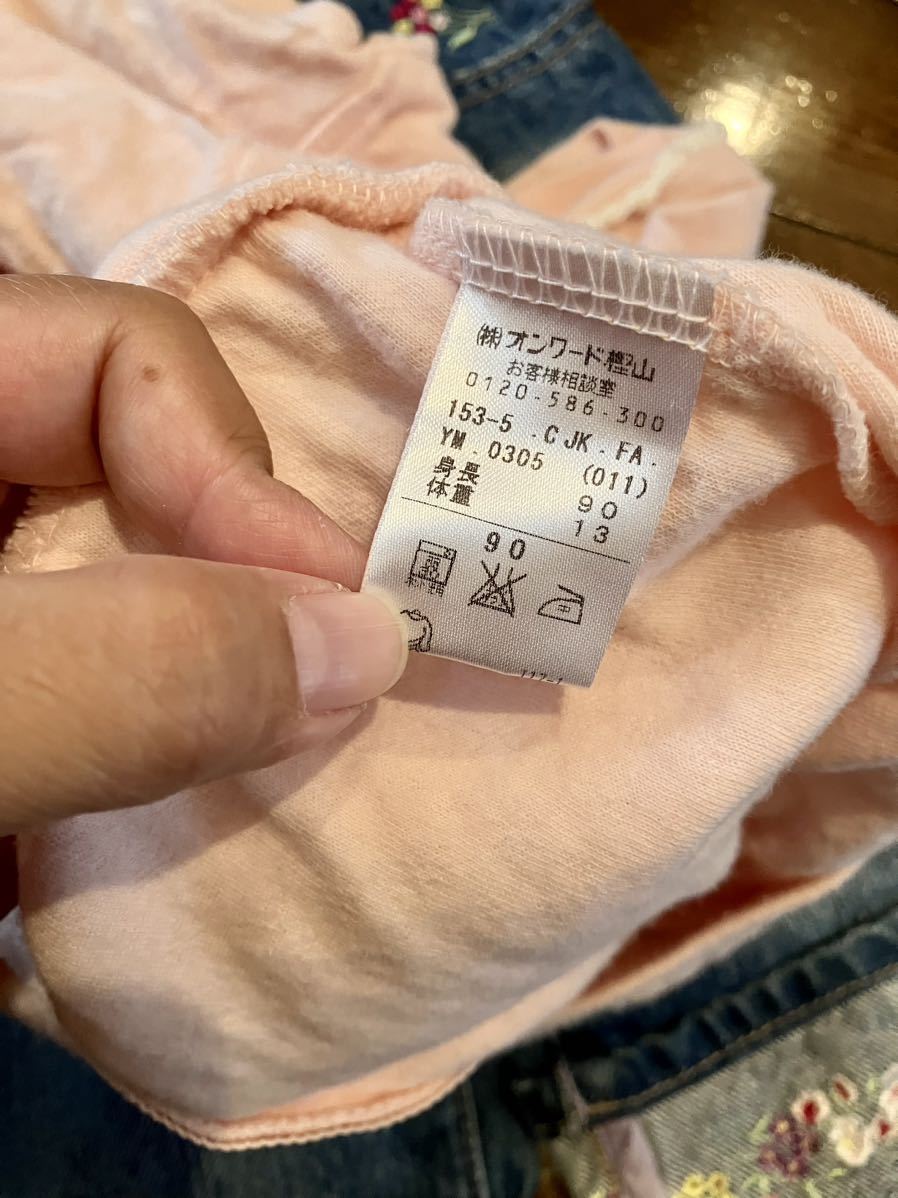 (株)オンワード樫山
お客様相談室
0120-586-300
153-5 .CJK.FA.
YM.0305 (011)
身長 90
体重 13
90